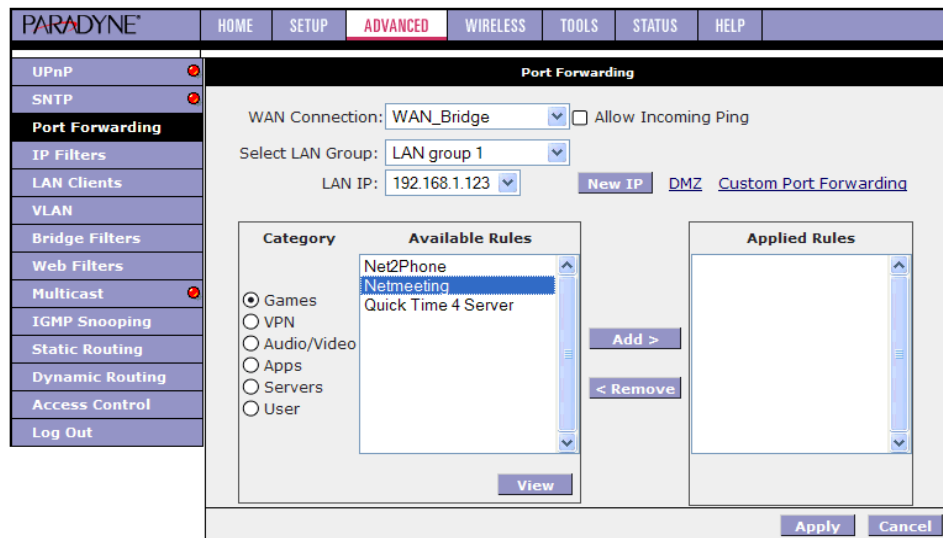 PARADYNE®
HOME SETUP ADVANCED WIRELESS TOOLS STATUS HELP
UPnP
SNTP
Port Forwarding
IP Filters
LAN Clients
VLAN
Bridge Filters
Web Filters
Multicast
IGMP Snooping
Static Routing
Dynamic Routing
Access Control
Log Out
Port Forwarding
WAN Connection: WAN_Bridge Allow Incoming Ping
Select LAN Group: LAN group 1
LAN IP: 192.168.1.123 New IP DMZ Custom Port Forwarding
Category
Games
VPN
Audio/Video
Apps
Servers
User
Available Rules
Net2Phone
Netmeeting
Quick Time 4 Server
View
Add >
< Remove
Applied Rules
Apply Cancel